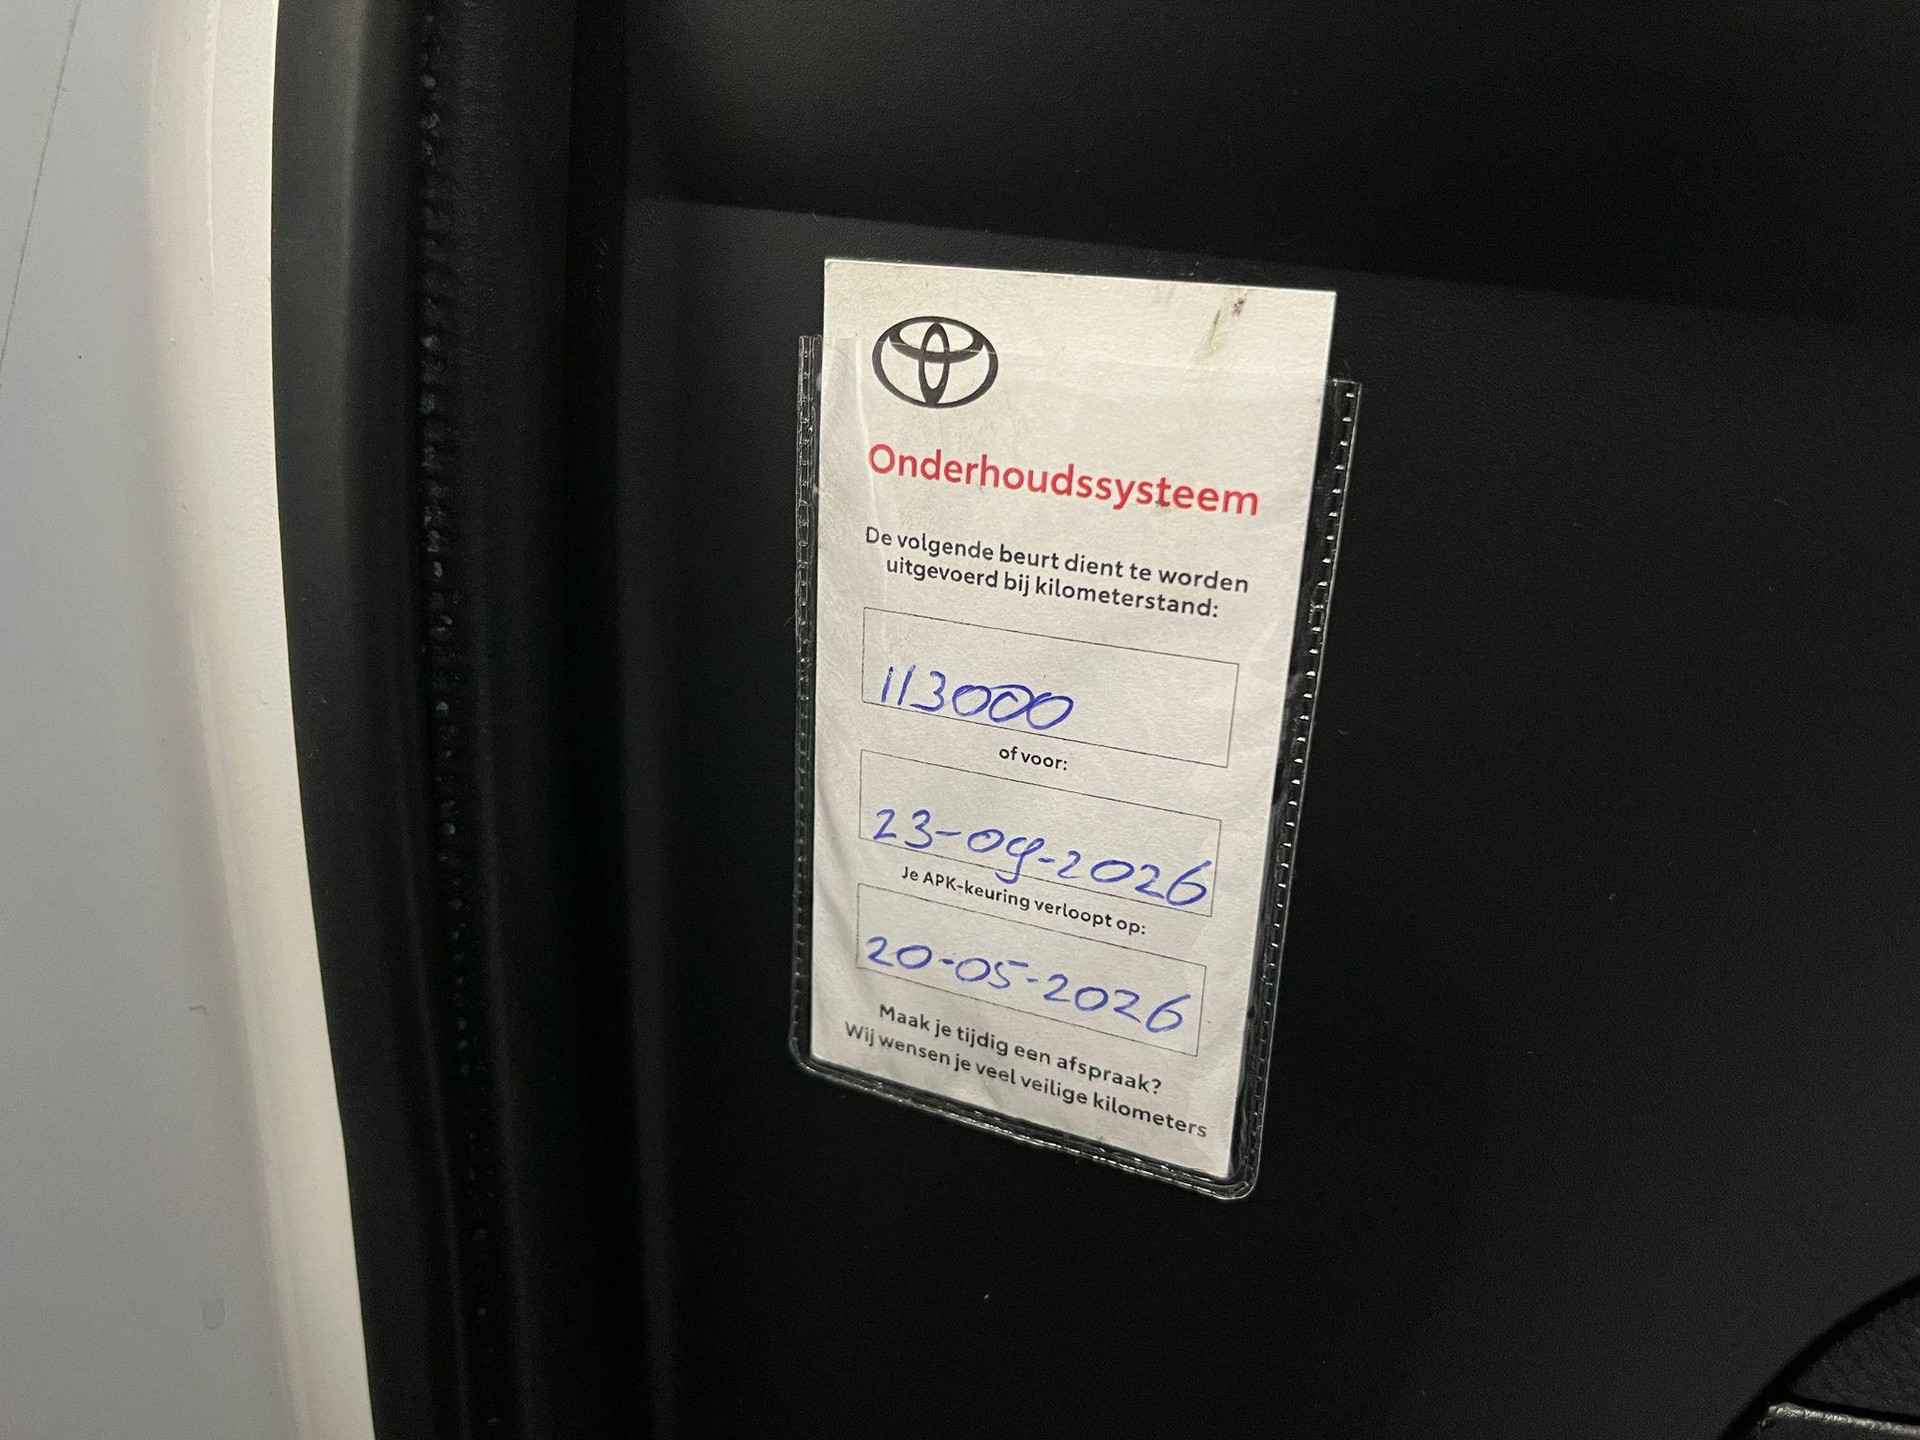 Onderhoudssysteem
De volgende beurt dient te worden
uitgevoerd bij kilometerstand:
113000
of voor:
23-09-2026
Je APK-keuring verloopt op:
20-05-2026
Maak je tijdig een afspraak?
Wij wensen je veel veilige kilometers